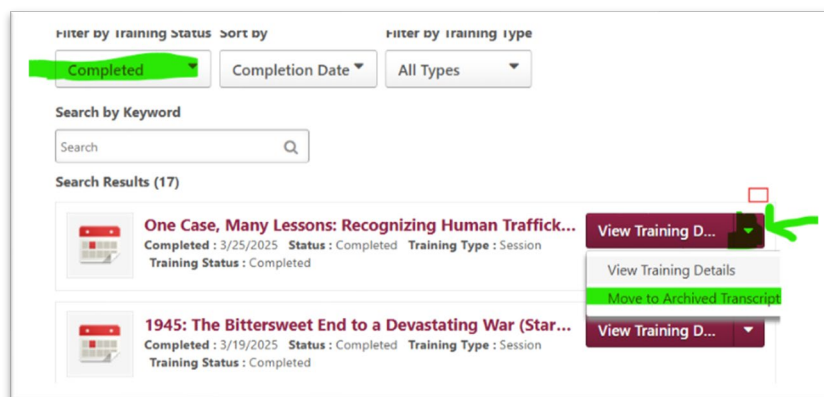 Filter by Training Status Sort by Filter by Training Type
Completed Completion Date All Types
Search by Keyword
Search
Search Results (17)
One Case, Many Lessons: Recognizing Human Traffick... View Training D...
Completed : 3/25/2025 Status : Completed Training Type : Session
Training Status : Completed
View Training Details
Move to Archived Transcript
1945: The Bittersweet End to a Devastating War (Star... View Training D...
Completed : 3/19/2025 Status : Completed Training Type : Session
Training Status : Completed